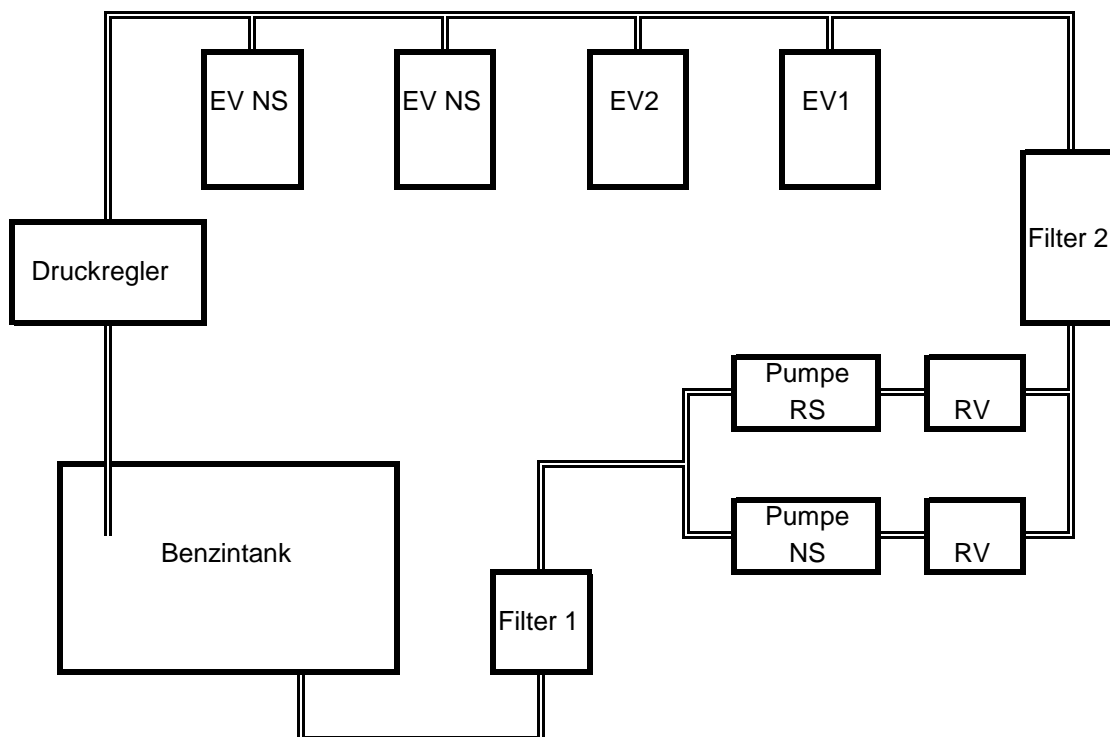 EV NS
EV NS
EV2
EV1
Filter 2
Druckregler
Pumpe
RS
RV
Pumpe
NS
RV
Benzintank
Filter 1